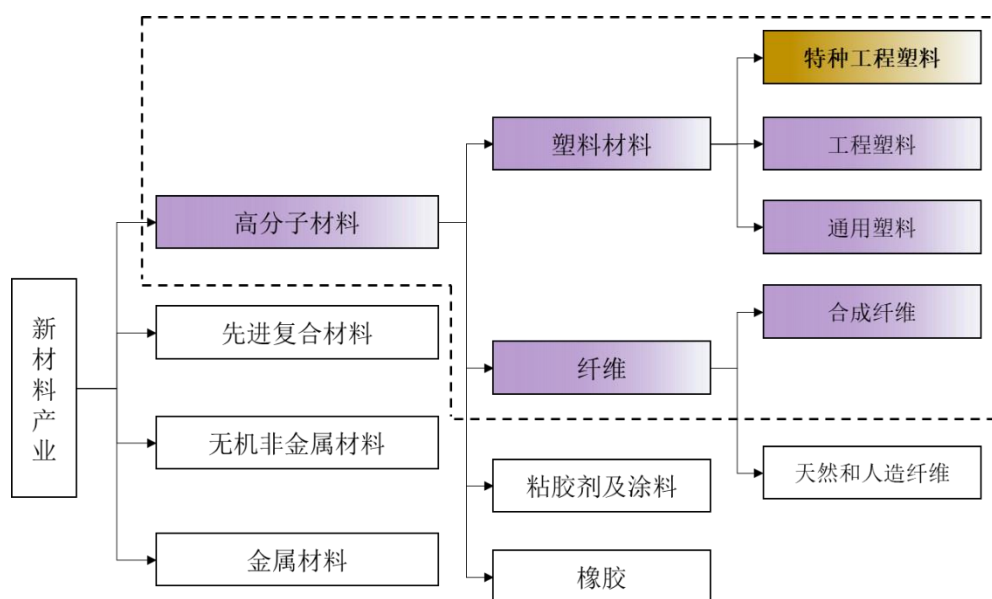 新材料产业
高分子材料
先进复合材料
无机非金属材料
金属材料
塑料材料
纤维
粘胶剂及涂料
橡胶
特种工程塑料
工程塑料
通用塑料
合成纤维
天然和人造纤维